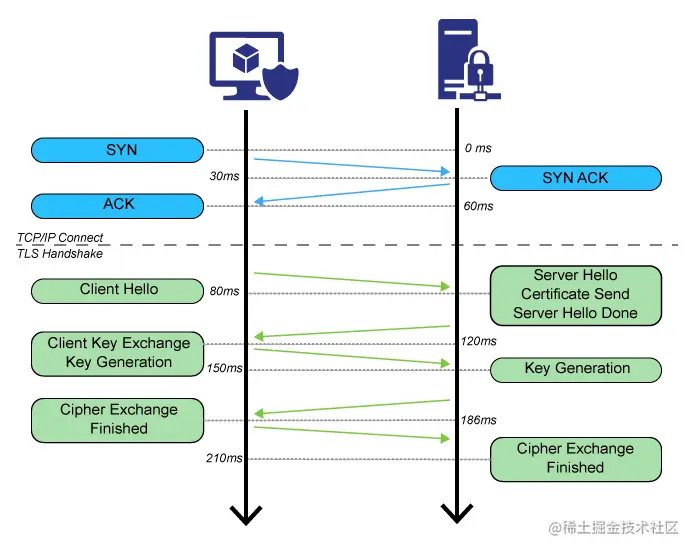 SYN
0 ms
30ms
SYN ACK
ACK
60ms
TCP/IP Connect
TLS Handshake
Client Hello
80ms
Server Hello
Certificate Send
Server Hello Done
Client Key Exchange
Key Generation
120ms
150ms
Key Generation
Cipher Exchange
Finished
186ms
210ms
Cipher Exchange
Finished
@稀土掘金技术社区